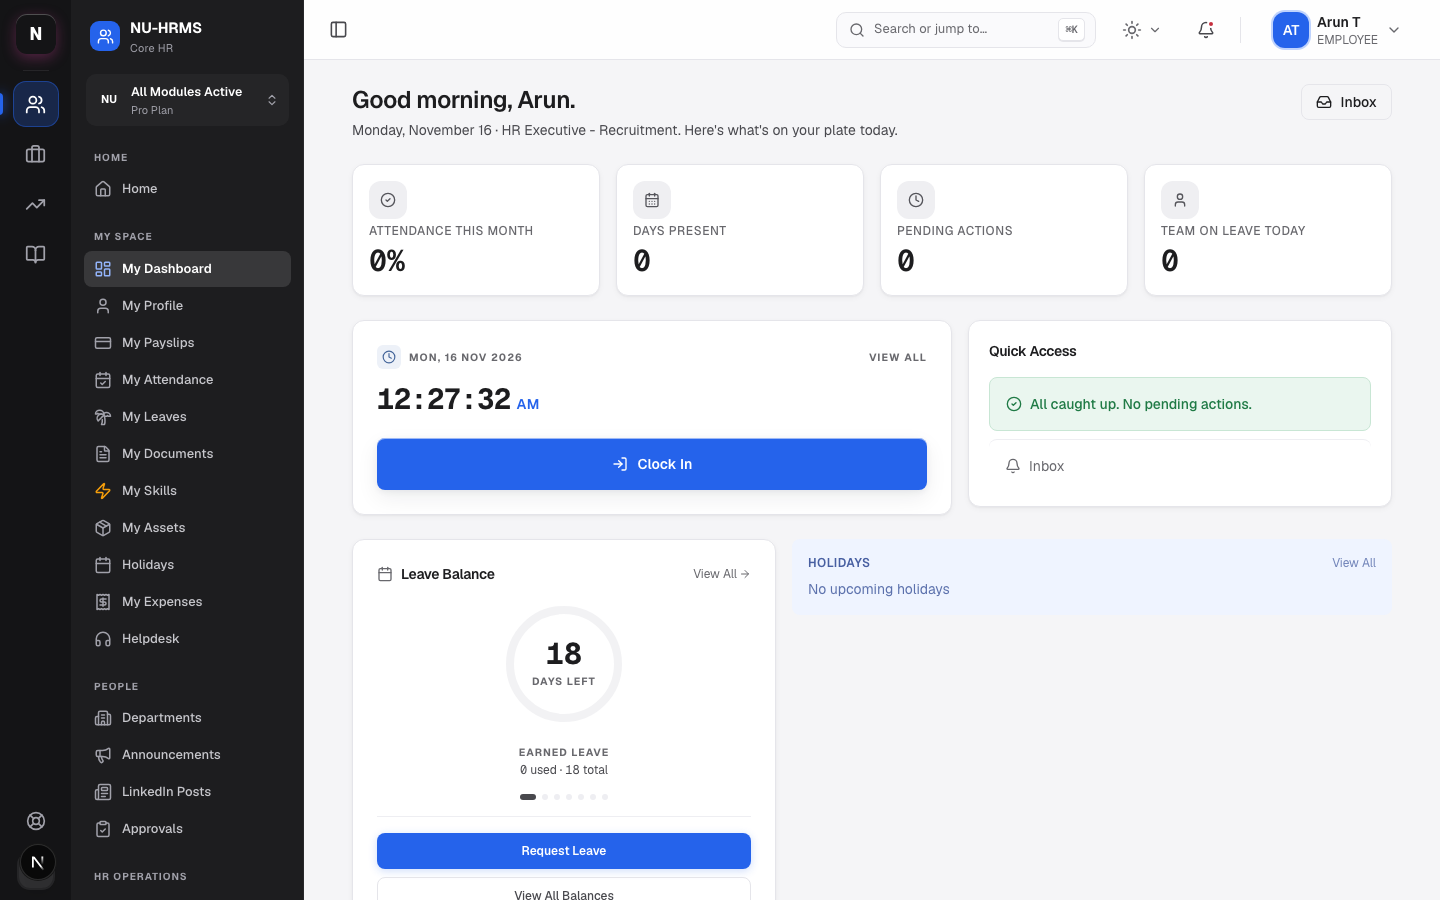 N
NU-HRMS
Core HR
NU
All Modules Active
Pro Plan
HOME
Home
MY SPACE
My Dashboard
My Profile
My Payslips
My Attendance
My Leaves
My Documents
My Skills
My Assets
Holidays
My Expenses
Helpdesk
PEOPLE
Departments
Announcements
LinkedIn Posts
Approvals
HR OPERATIONS
N
Search or jump to...
⌘K
AT
Arun T
EMPLOYEE
Good morning, Arun.
Monday, November 16 · HR Executive - Recruitment. Here's what's on your plate today.
Inbox
ATTENDANCE THIS MONTH
0%
DAYS PRESENT
0
PENDING ACTIONS
0
TEAM ON LEAVE TODAY
0
MON, 16 NOV 2026
VIEW ALL
12:27:32 AM
Clock In
Quick Access
All caught up. No pending actions.
Inbox
Leave Balance
View All →
18
DAYS LEFT
EARNED LEAVE
0 used · 18 total
Request Leave
View All Balances
HOLIDAYS
View All
No upcoming holidays